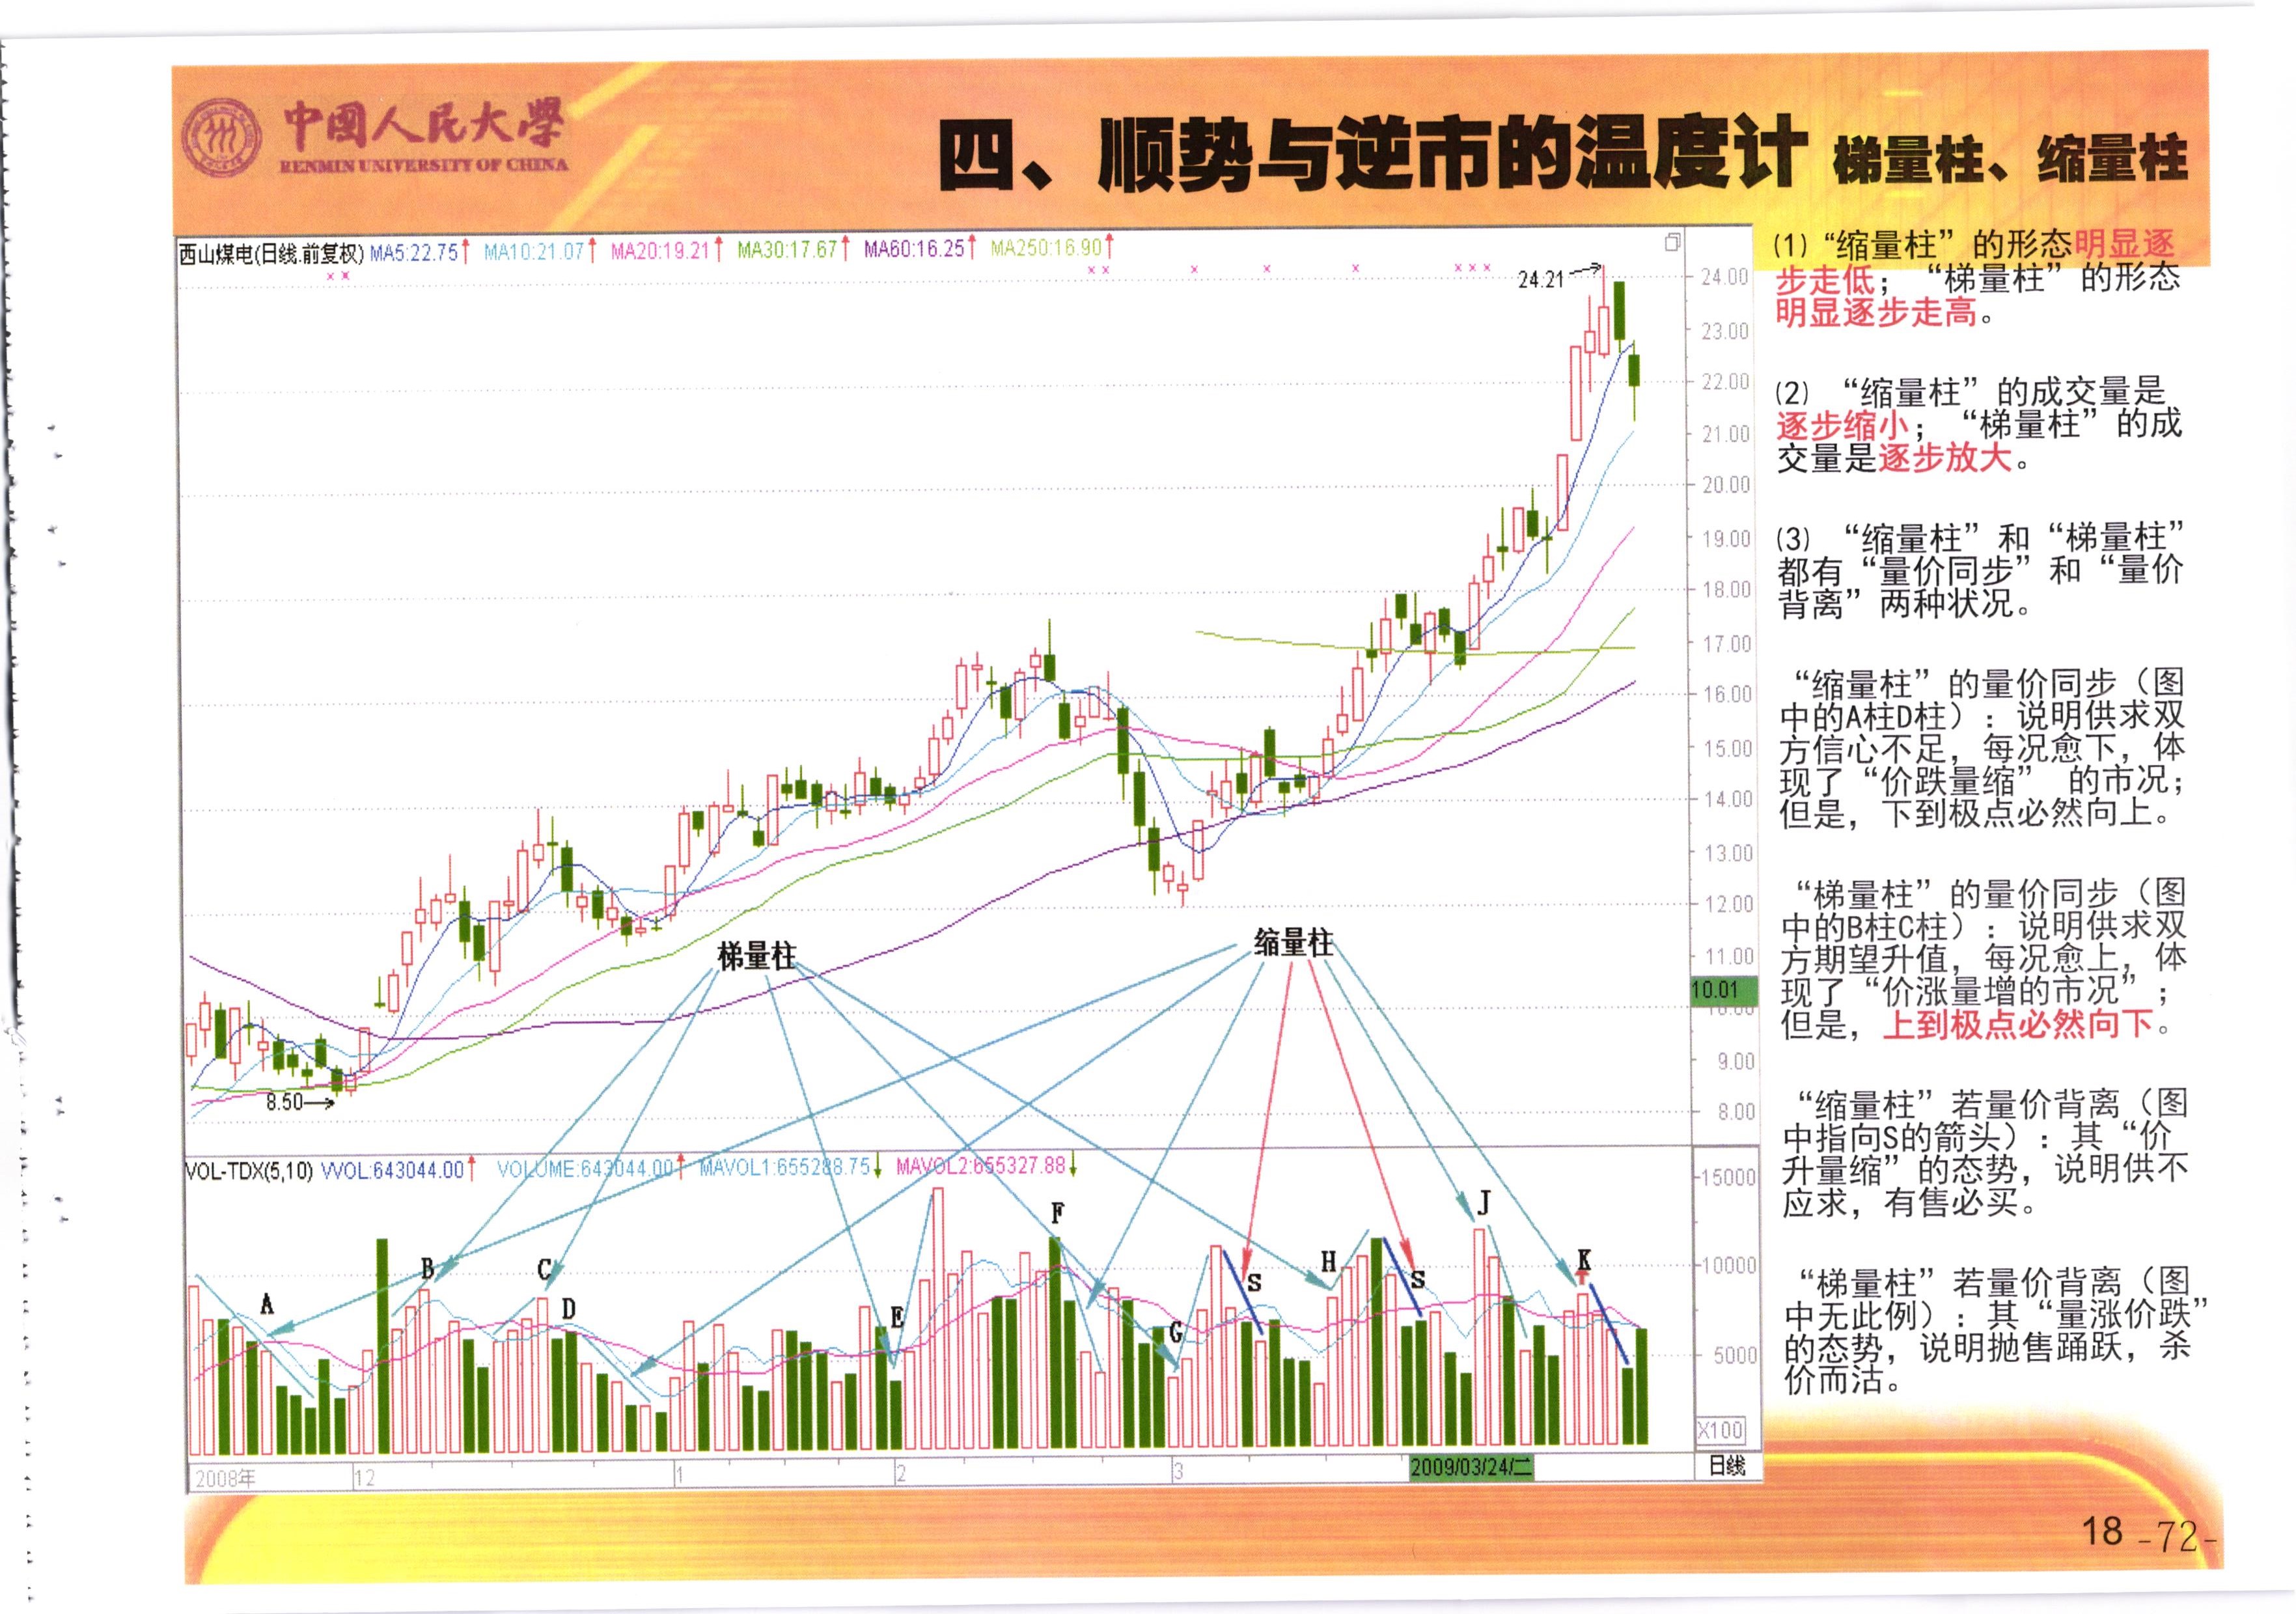 中国人民大学
RENMIN UNIVERSITY OF CHINA
四、顺势与逆市的温度计 梯量柱、缩量柱
西山煤电(日线.前复权) MA5:22.75↑ MA10:21.07↑ MA20:19.21↑ MA30:17.67↑ MA60:16.25↑ MA250:16.90↑
24.21
24.00
23.00
22.00
21.00
20.00
19.00
18.00
17.00
16.00
15.00
14.00
13.00
12.00
11.00
10.01
10.00
9.00
8.00
8.50
梯量柱
缩量柱
VOL-TDX(5,10) VVOL:643044.00↑ VOLUME:643044.00↑ MAVOL1:655288.75↓ MAVOL2:655327.88↓
15000
10000
5000
X100
A
B
C
D
E
F
G
S
H
S
J
K
2008年
12
1
2
3
2009/03/24/二
日线
(1) “缩量柱”的形态明显逐
步走低；“梯量柱”的形态
明显逐步走高。
(2) “缩量柱”的成交量是
逐步缩小；“梯量柱”的成
交量是逐步放大。
(3) “缩量柱”和“梯量柱”
都有“量价同步”和“量价
背离”两种状况。
“缩量柱”的量价同步（图
中的A柱D柱）：说明供求双
方信心不足，每况愈下，体
现了“价跌量缩” 的市况；
但是，下到极点必然向上。
“梯量柱”的量价同步（图
中的B柱C柱）：说明供求双
方期望升值，每况愈上，体
现了“价涨量增的市况”；
但是，上到极点必然向下。
“缩量柱”若量价背离（图
中指向S的箭头）：其“价
升量缩”的态势，说明供不
应求，有售必买。
“梯量柱”若量价背离（图
中无此例）：其“量涨价跌”
的态势，说明抛售踊跃，杀
价而沽。
18 -72-